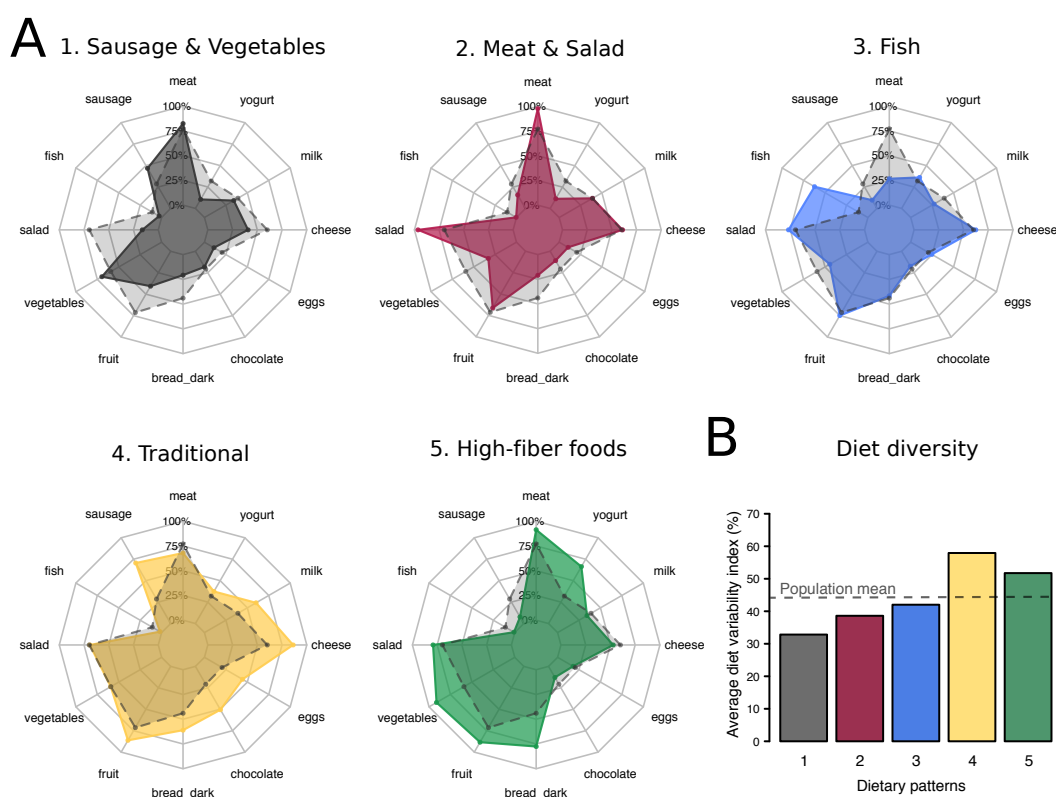 A
1. Sausage & Vegetables
2. Meat & Salad
3. Fish
meat
sausage
yogurt
100%
75%
fish
milk
50%
25%
0%
salad
cheese
vegetables
eggs
fruit
chocolate
bread_dark
meat
sausage
yogurt
100%
75%
fish
milk
50%
25%
0%
salad
cheese
vegetables
eggs
fruit
chocolate
bread_dark
meat
sausage
yogurt
100%
75%
fish
milk
50%
25%
0%
salad
cheese
vegetables
eggs
fruit
chocolate
bread_dark
4. Traditional
5. High-fiber foods
meat
sausage
yogurt
100%
75%
fish
milk
50%
25%
0%
salad
cheese
vegetables
eggs
fruit
chocolate
bread_dark
meat
sausage
yogurt
100%
75%
fish
milk
50%
25%
0%
salad
cheese
vegetables
eggs
fruit
chocolate
bread_dark
B
Diet diversity
Average diet variability index (%)
70
60
50
40
30
20
10
0
Population mean
1 2 3 4 5
Dietary patterns